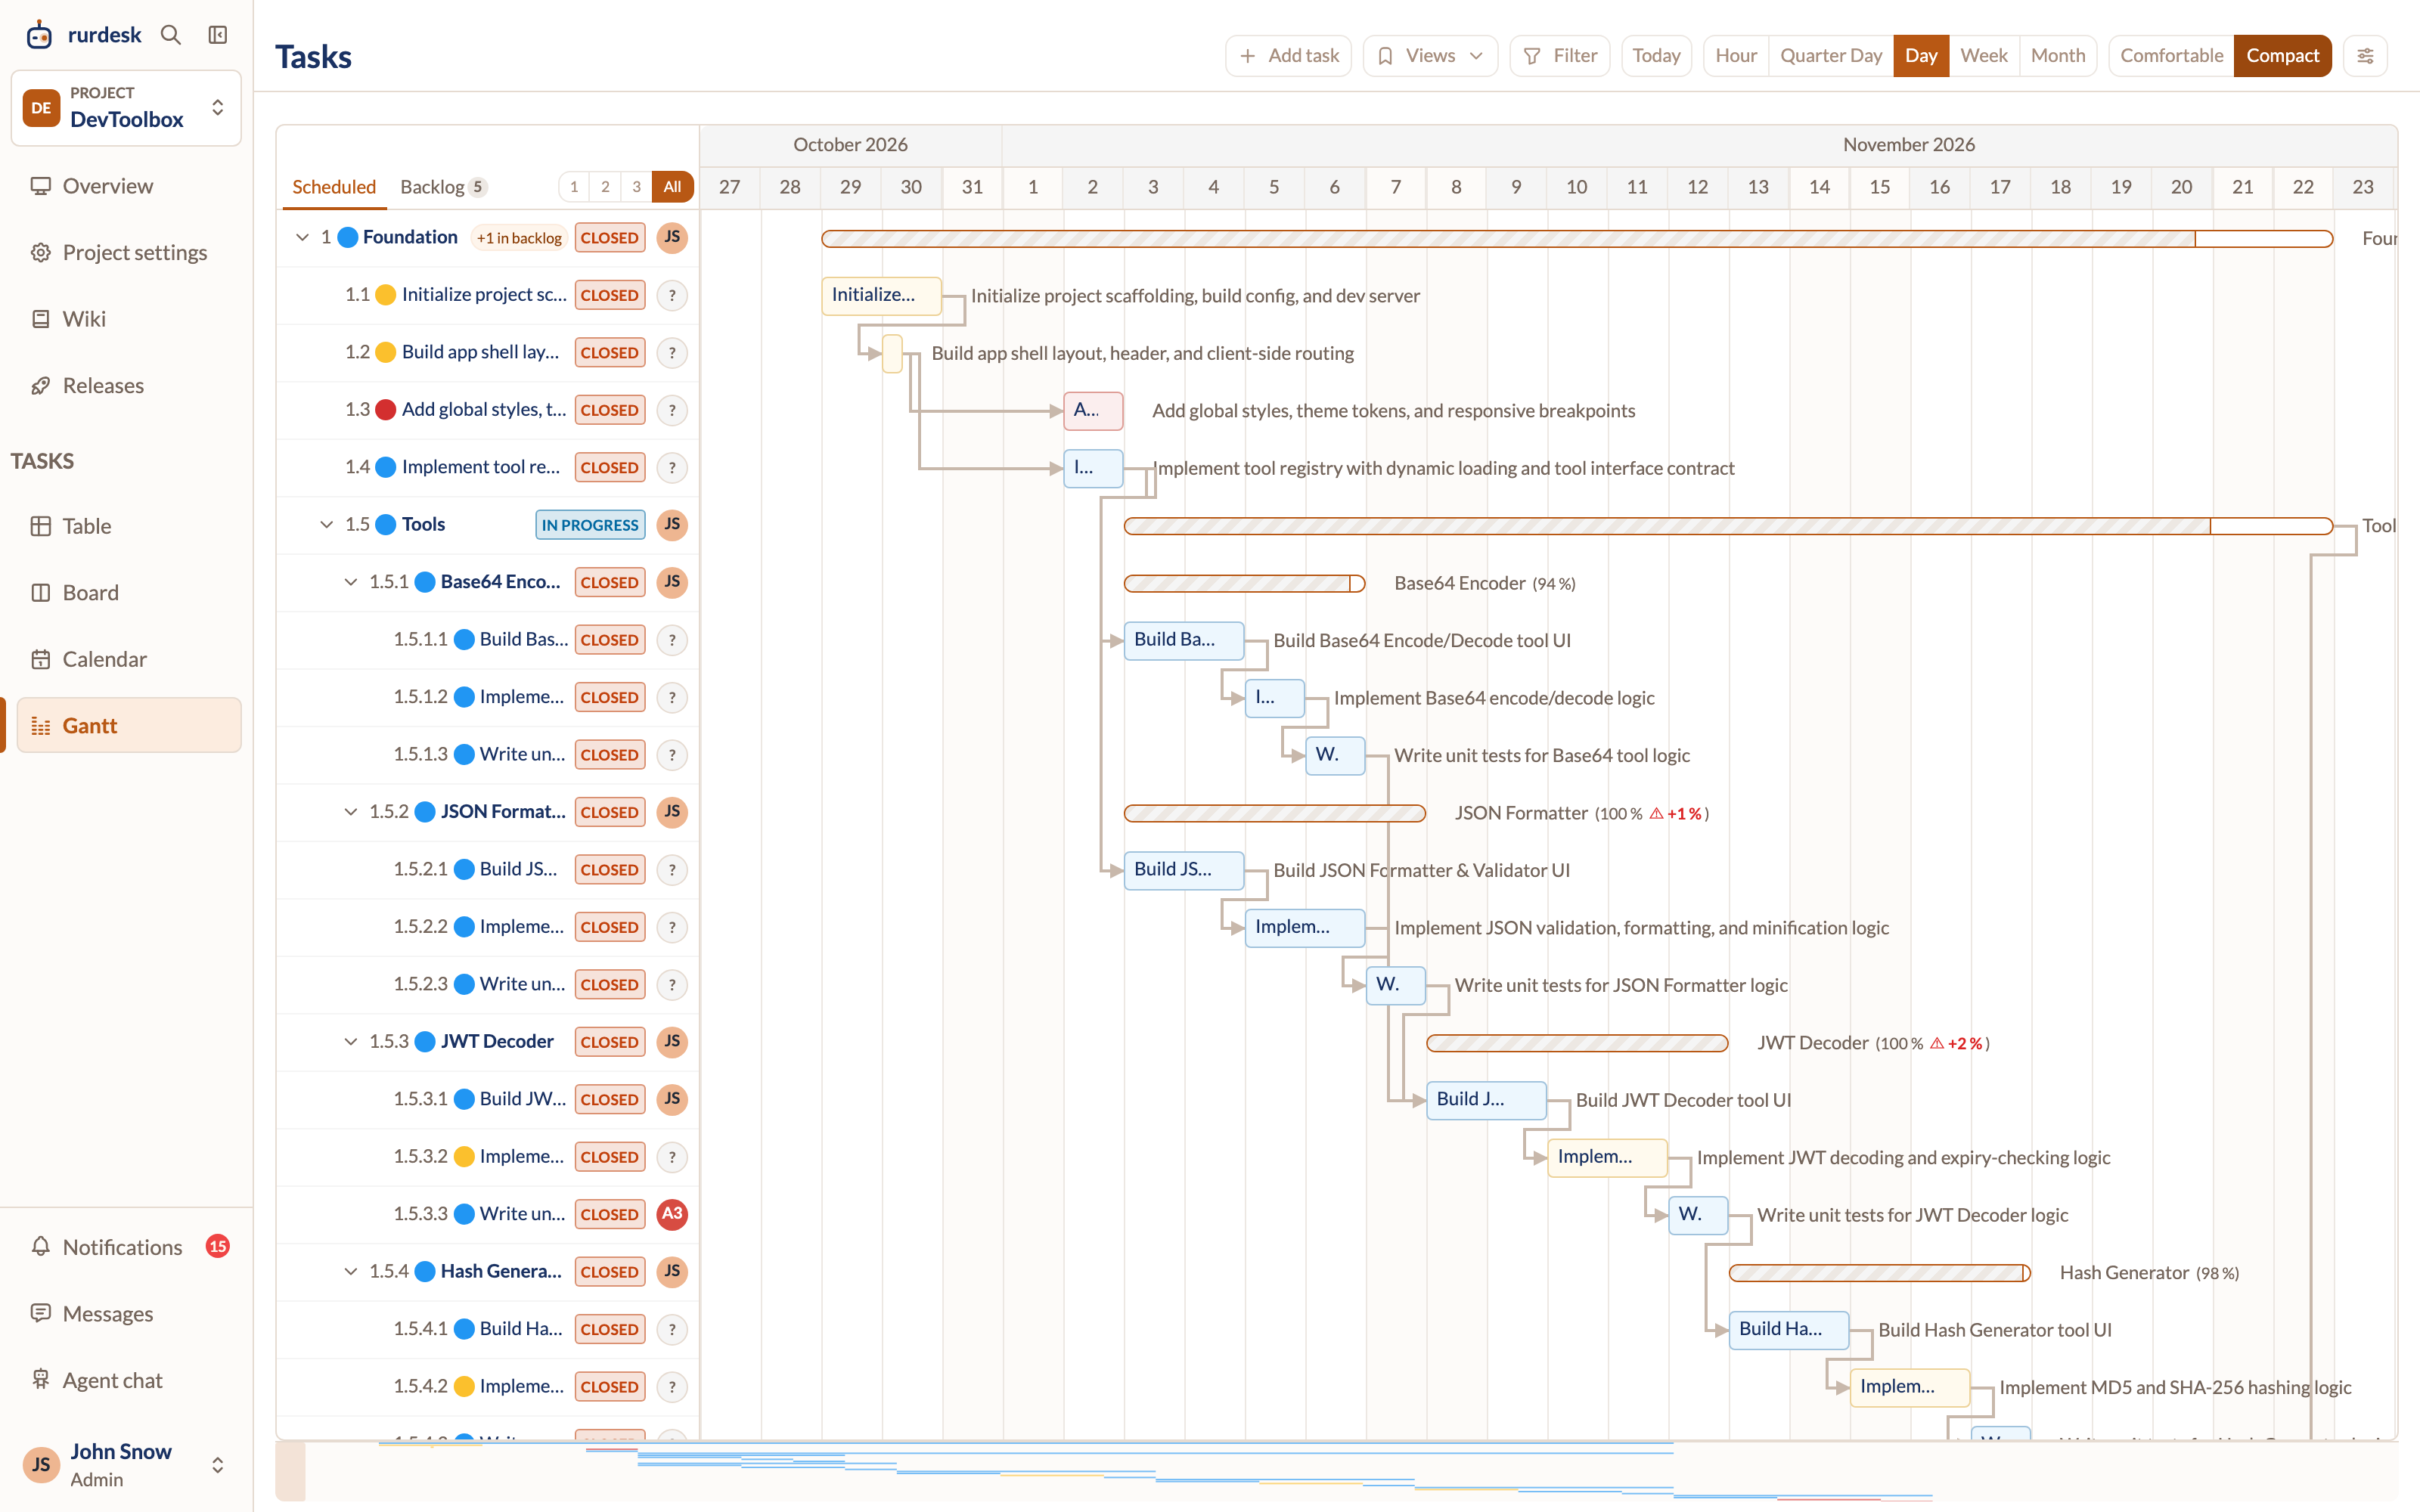 rurdesk
DE
PROJECT
DevToolbox
Overview
Project settings
Wiki
Releases
TASKS
Table
Board
Calendar
Gantt
Notifications 15
Messages
Agent chat
JS
John Snow
Admin
Tasks
Add task
Views
Filter
Today
Hour Quarter Day Day Week Month
Comfortable Compact
Scheduled Backlog 5 1 2 3 All
October 2026 November 2026
27 28 29 30 31 1 2 3 4 5 6 7 8 9 10 11 12 13 14 15 16 17 18 19 20 21 22 23
1 Foundation +1 in backlog CLOSED JS Four
1.1 Initialize project sc... CLOSED ? Initialize... Initialize project scaffolding, build config, and dev server
1.2 Build app shell lay... CLOSED ? Build app shell layout, header, and client-side routing
1.3 Add global styles, t... CLOSED ? A... Add global styles, theme tokens, and responsive breakpoints
1.4 Implement tool re... CLOSED ? I... Implement tool registry with dynamic loading and tool interface contract
1.5 Tools IN PROGRESS JS Tool
1.5.1 Base64 Enco... CLOSED JS Base64 Encoder (94 %)
1.5.1.1 Build Bas... CLOSED ? Build Ba... Build Base64 Encode/Decode tool UI
1.5.1.2 Impleme... CLOSED ? I... Implement Base64 encode/decode logic
1.5.1.3 Write un... CLOSED ? W. Write unit tests for Base64 tool logic
1.5.2 JSON Format... CLOSED JS JSON Formatter (100 % +1 %)
1.5.2.1 Build JS... CLOSED ? Build JS... Build JSON Formatter & Validator UI
1.5.2.2 Impleme... CLOSED ? Implem... Implement JSON validation, formatting, and minification logic
1.5.2.3 Write un... CLOSED ? W. Write unit tests for JSON Formatter logic
1.5.3 JWT Decoder CLOSED JS JWT Decoder (100 % +2 %)
1.5.3.1 Build JW... CLOSED JS Build J... Build JWT Decoder tool UI
1.5.3.2 Impleme... CLOSED ? Implem... Implement JWT decoding and expiry-checking logic
1.5.3.3 Write un... CLOSED A3 W. Write unit tests for JWT Decoder logic
1.5.4 Hash Genera... CLOSED JS Hash Generator (98 %)
1.5.4.1 Build Ha... CLOSED ? Build Ha... Build Hash Generator tool UI
1.5.4.2 Impleme... CLOSED ? Implem... Implement MD5 and SHA-256 hashing logic